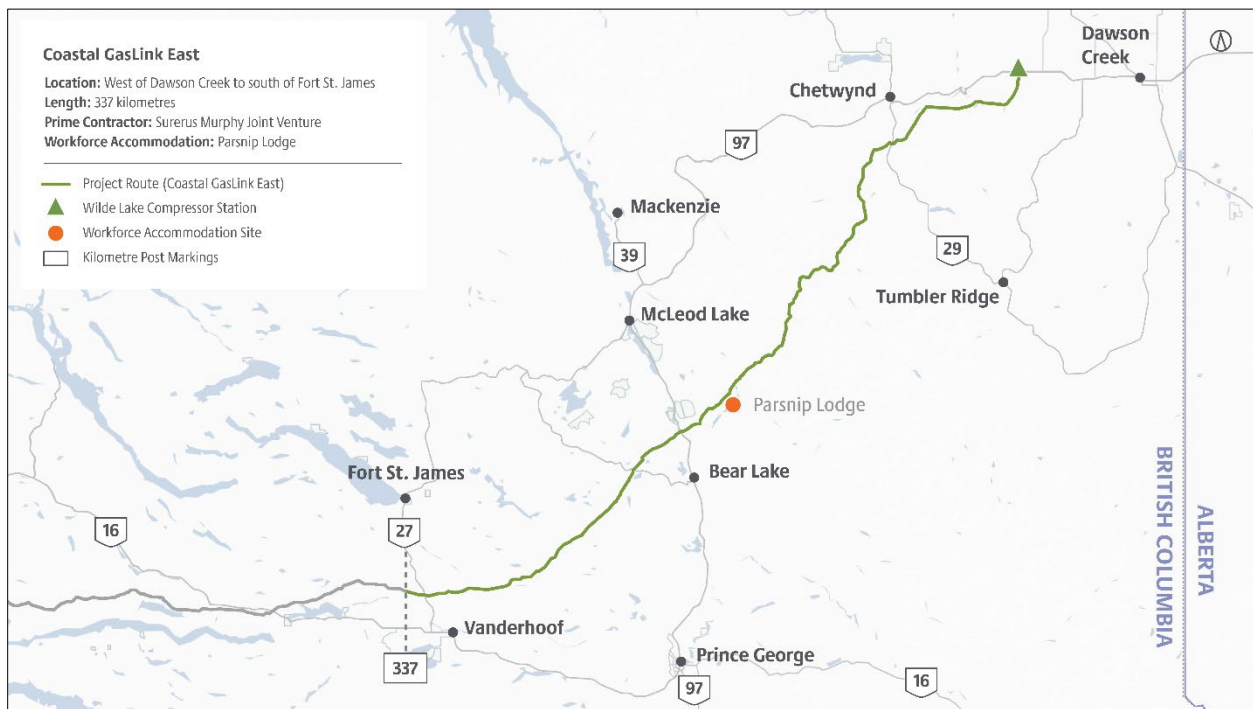 Coastal GasLink East
Location: West of Dawson Creek to south of Fort St. James
Length: 337 kilometres
Prime Contractor: Surerus Murphy Joint Venture
Workforce Accommodation: Parsnip Lodge
Project Route (Coastal GasLink East)
Wilde Lake Compressor Station
Workforce Accommodation Site
Kilometre Post Markings
Dawson
Creek
Chetwynd
97
Mackenzie
39
29
Tumbler Ridge
McLeod Lake
Parsnip Lodge
Fort St. James
Bear Lake
BRITISH COLUMBIA
ALBERTA
16
27
Vanderhoof
337
Prince George
97
16